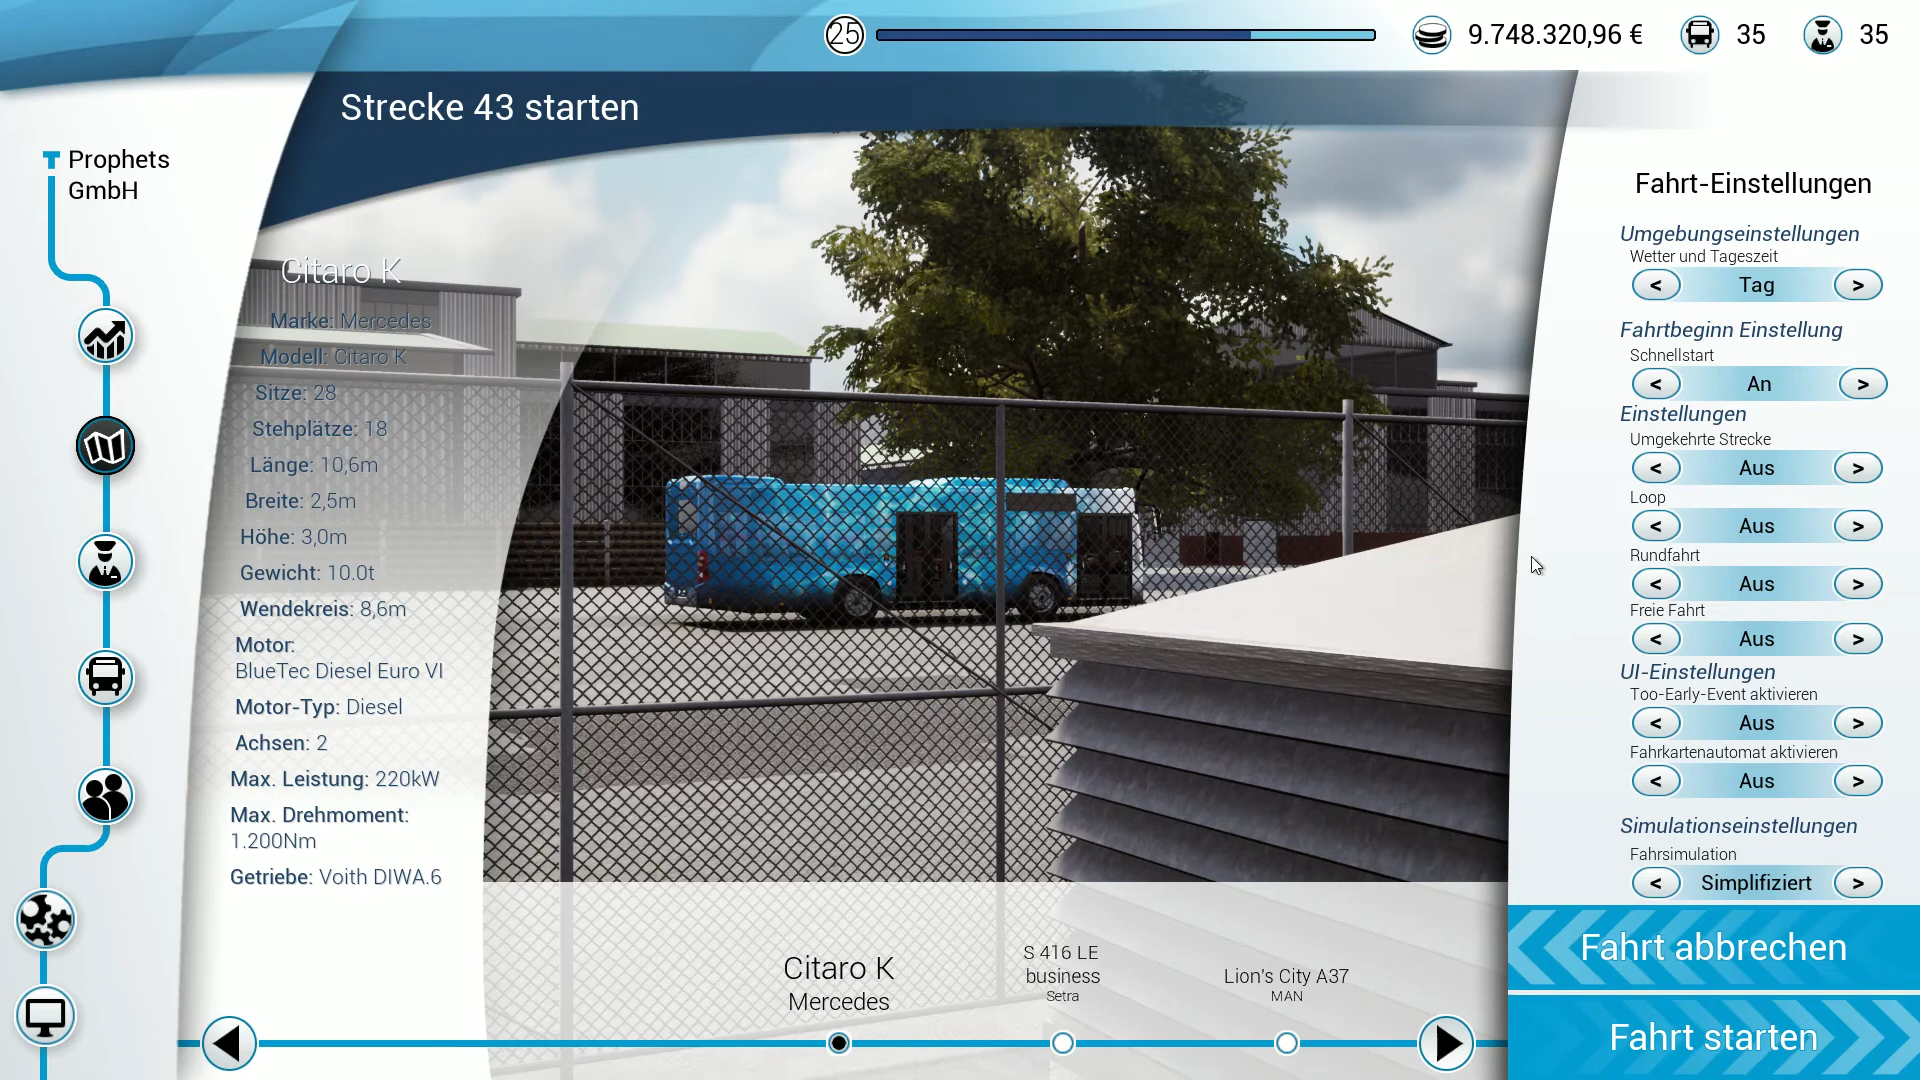 25
9.748.320,96 €
35
35
Strecke 43 starten
Prophets
GmbH
Citaro K
Marke: Mercedes
Modell: Citaro K
Sitze: 28
Stehplätze: 18
Länge: 10,6m
Breite: 2,5m
Höhe: 3,0m
Gewicht: 10.0t
Wendekreis: 8,6m
Motor:
BlueTec Diesel Euro VI
Motor-Typ: Diesel
Achsen: 2
Max. Leistung: 220kW
Max. Drehmoment:
1.200Nm
Getriebe: Voith DIWA.6
Citaro K
Mercedes
S 416 LE
business
Setra
Lion's City A37
MAN
Fahrt-Einstellungen
Umgebungseinstellungen
Wetter und Tageszeit
< Tag >
Fahrtbeginn Einstellung
Schnellstart
< An >
Einstellungen
Umgekehrte Strecke
< Aus >
Loop
< Aus >
Rundfahrt
< Aus >
Freie Fahrt
< Aus >
UI-Einstellungen
Too-Early-Event aktivieren
< Aus >
Fahrkartenautomat aktivieren
< Aus >
Simulationseinstellungen
Fahrsimulation
< Simplifiziert >
Fahrt abbrechen
Fahrt starten